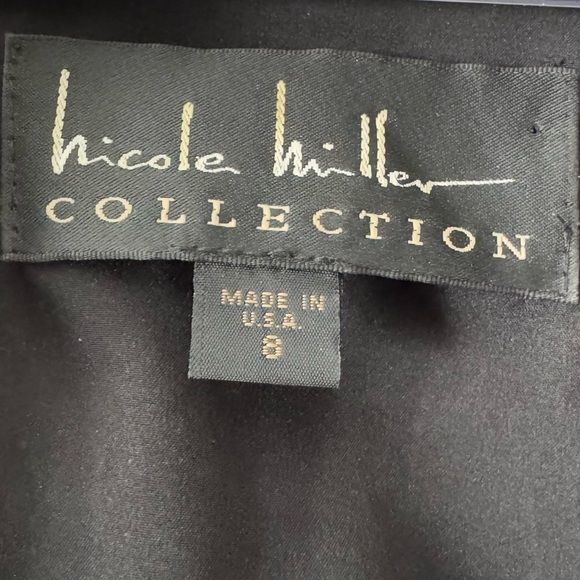 nicole miller
COLLECTION
MADE IN
U.S.A.
8